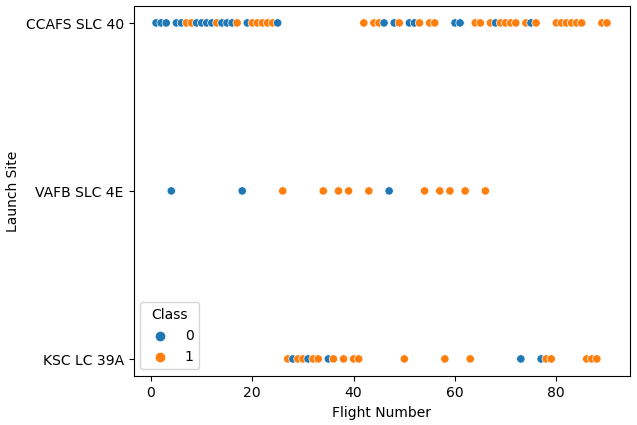 CCAFS SLC 40
VAFB SLC 4E
KSC LC 39A
Launch Site
Class
0
1
0 20 40 60 80
Flight Number